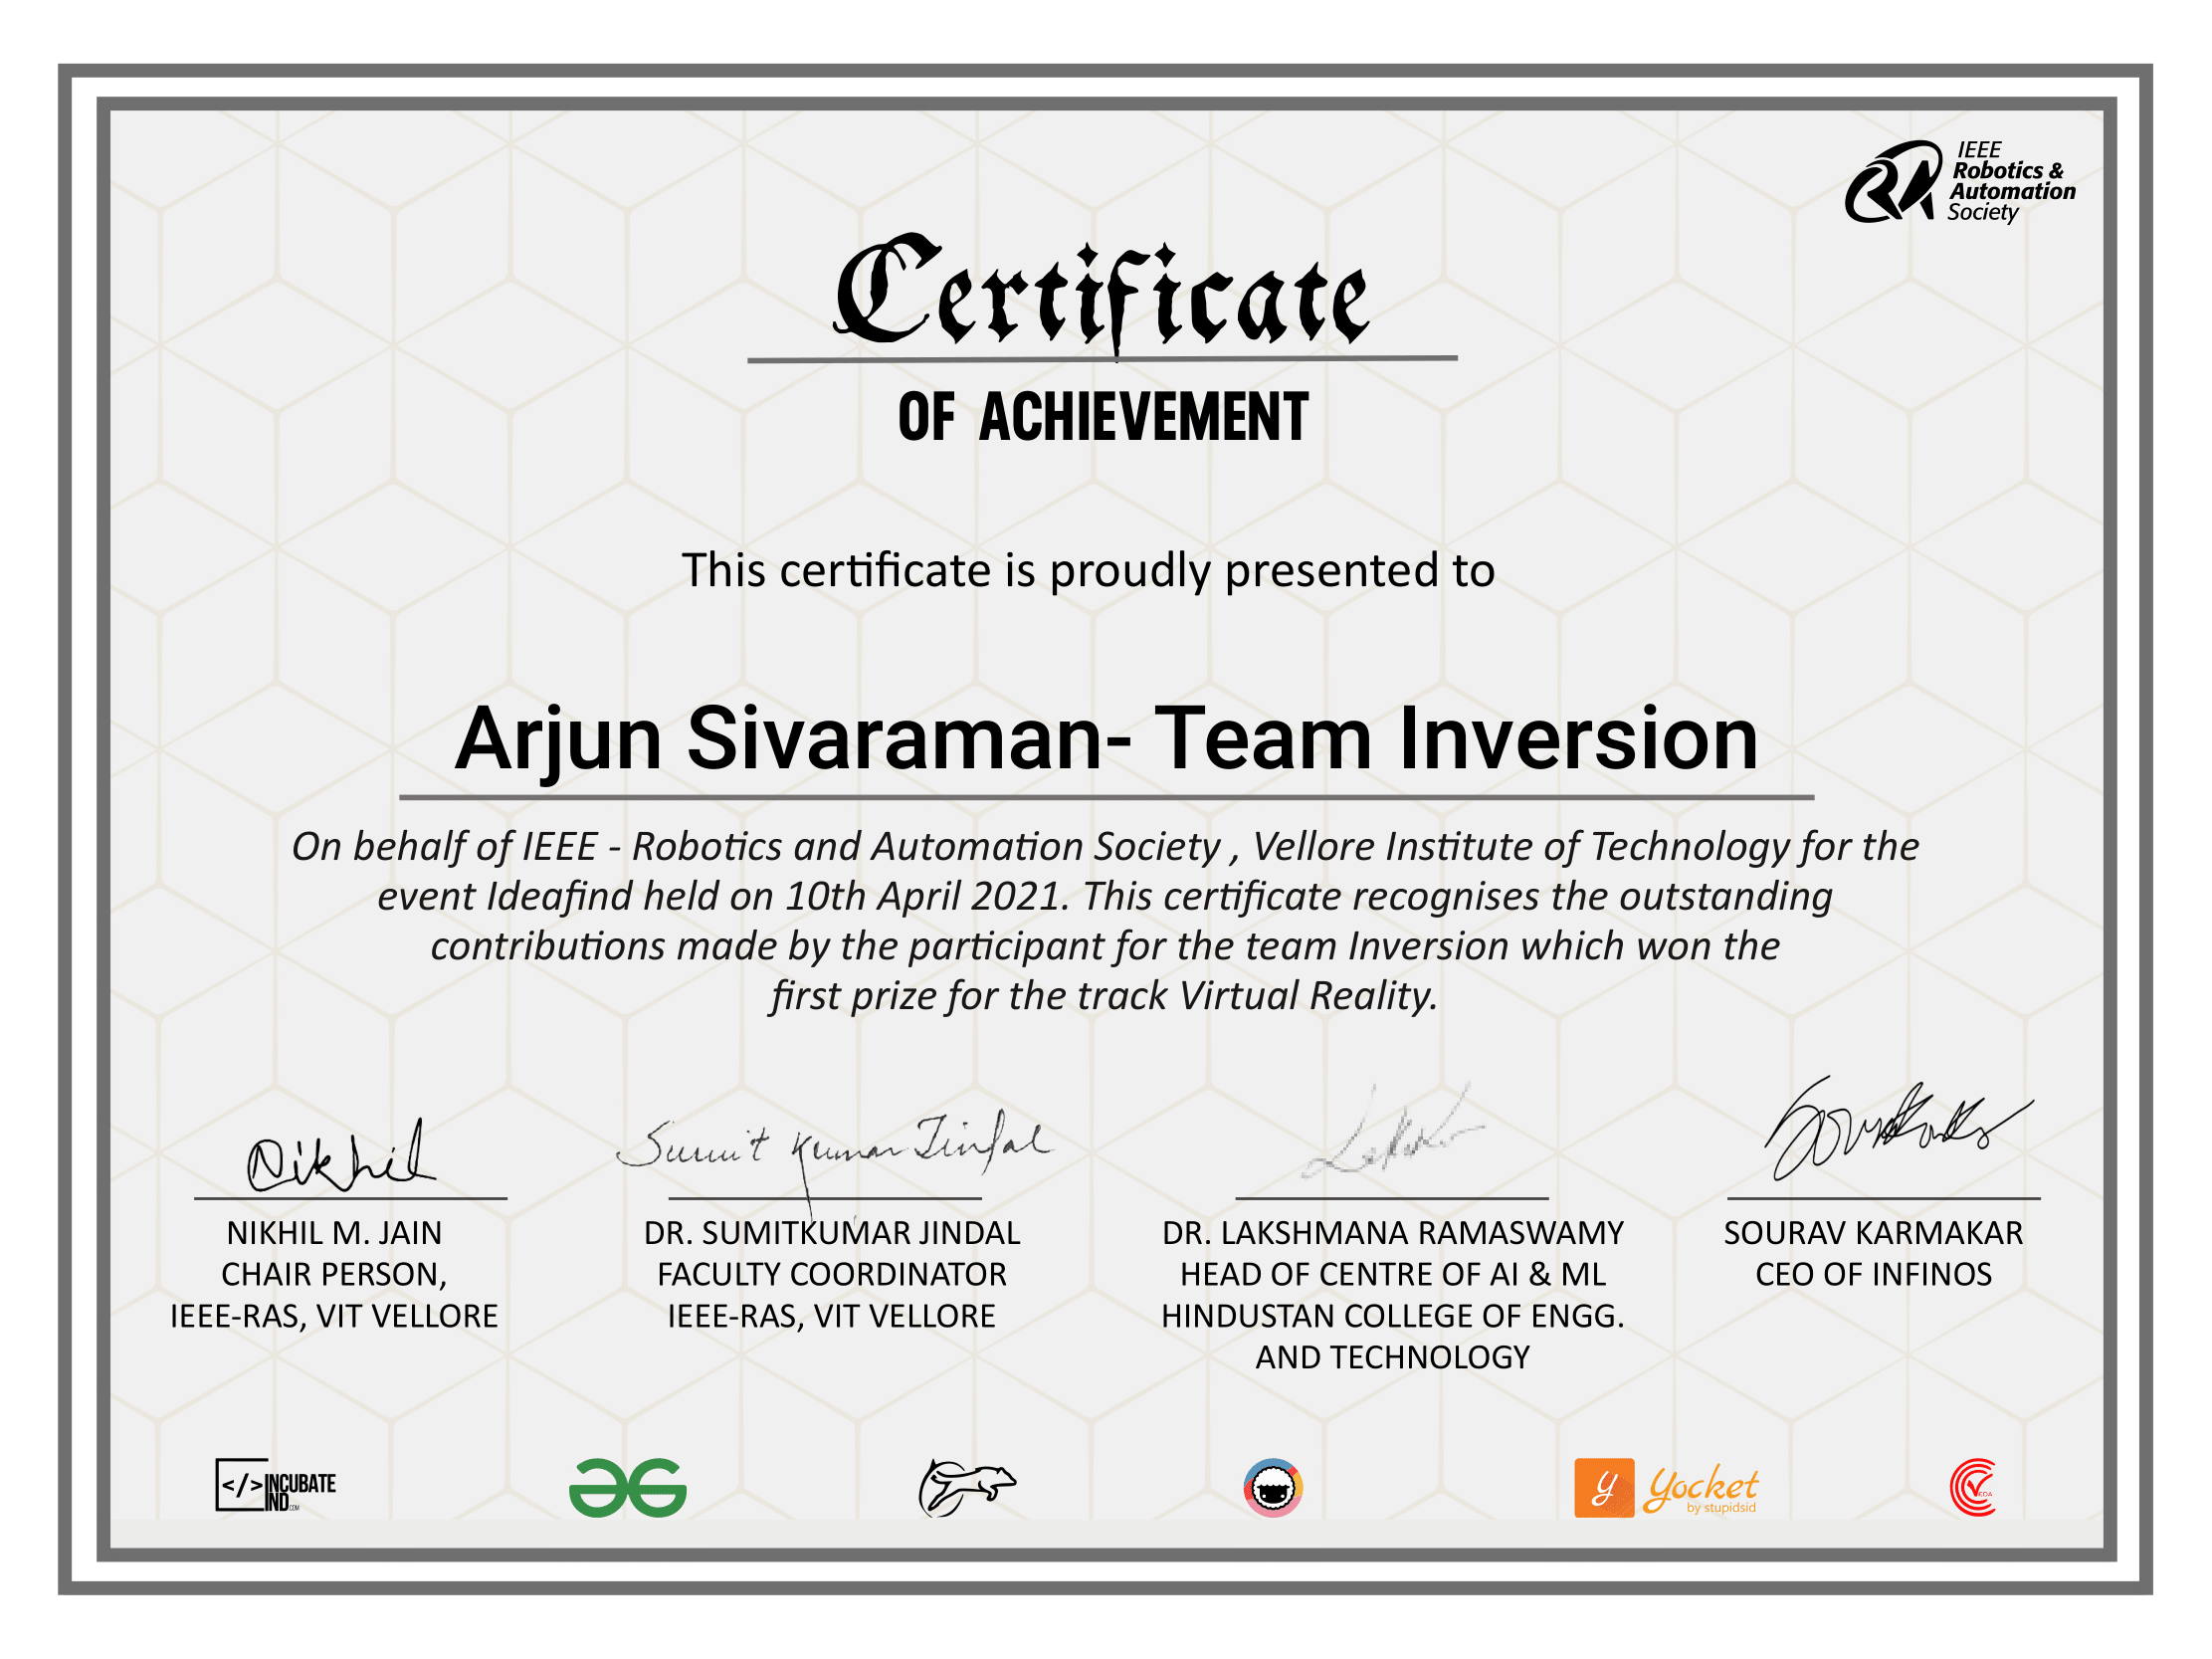 IEEE
Robotics &
Automation
Society
Certificate
OF ACHIEVEMENT
This certificate is proudly presented to
Arjun Sivaraman- Team Inversion
On behalf of IEEE - Robotics and Automation Society , Vellore Institute of Technology for the
event Ideafind held on 10th April 2021. This certificate recognises the outstanding
contributions made by the participant for the team Inversion which won the
first prize for the track Virtual Reality.
Nikhil
Sumit Kumar Jindal
NIKHIL M. JAIN
CHAIR PERSON,
IEEE-RAS, VIT VELLORE
DR. SUMITKUMAR JINDAL
FACULTY COORDINATOR
IEEE-RAS, VIT VELLORE
DR. LAKSHMANA RAMASWAMY
HEAD OF CENTRE OF AI & ML
HINDUSTAN COLLEGE OF ENGG.
AND TECHNOLOGY
SOURAV KARMAKAR
CEO OF INFINOS
</> INCUBATE
IND.COM
y yocket
by stupidsid
VEDA